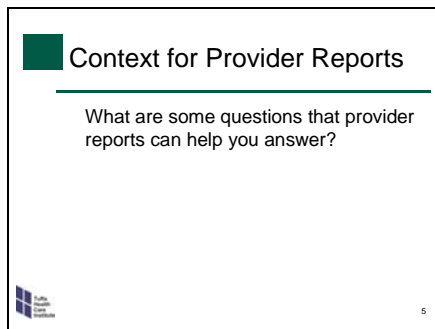 Context for Provider Reports
What are some questions that provider
reports can help you answer?
Tufts
Health
Care
Institute
5